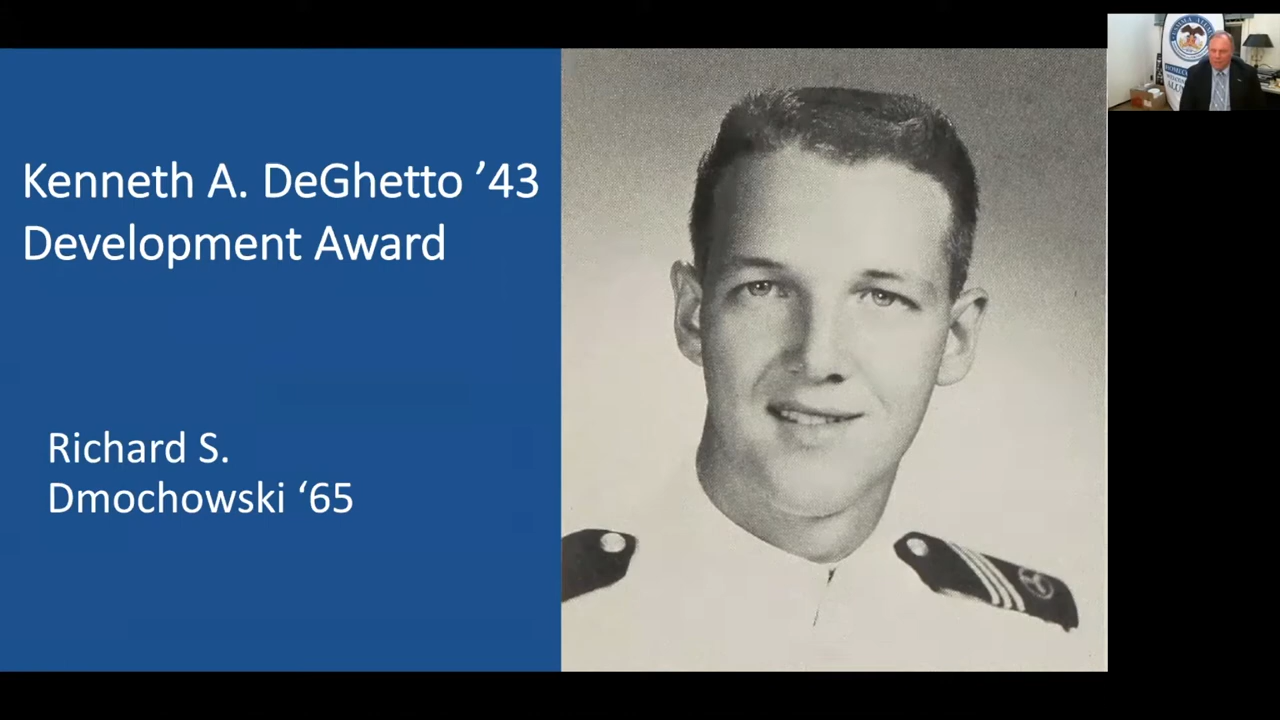 Kenneth A. DeGhetto ’43
Development Award
Richard S.
Dmochowski ‘65